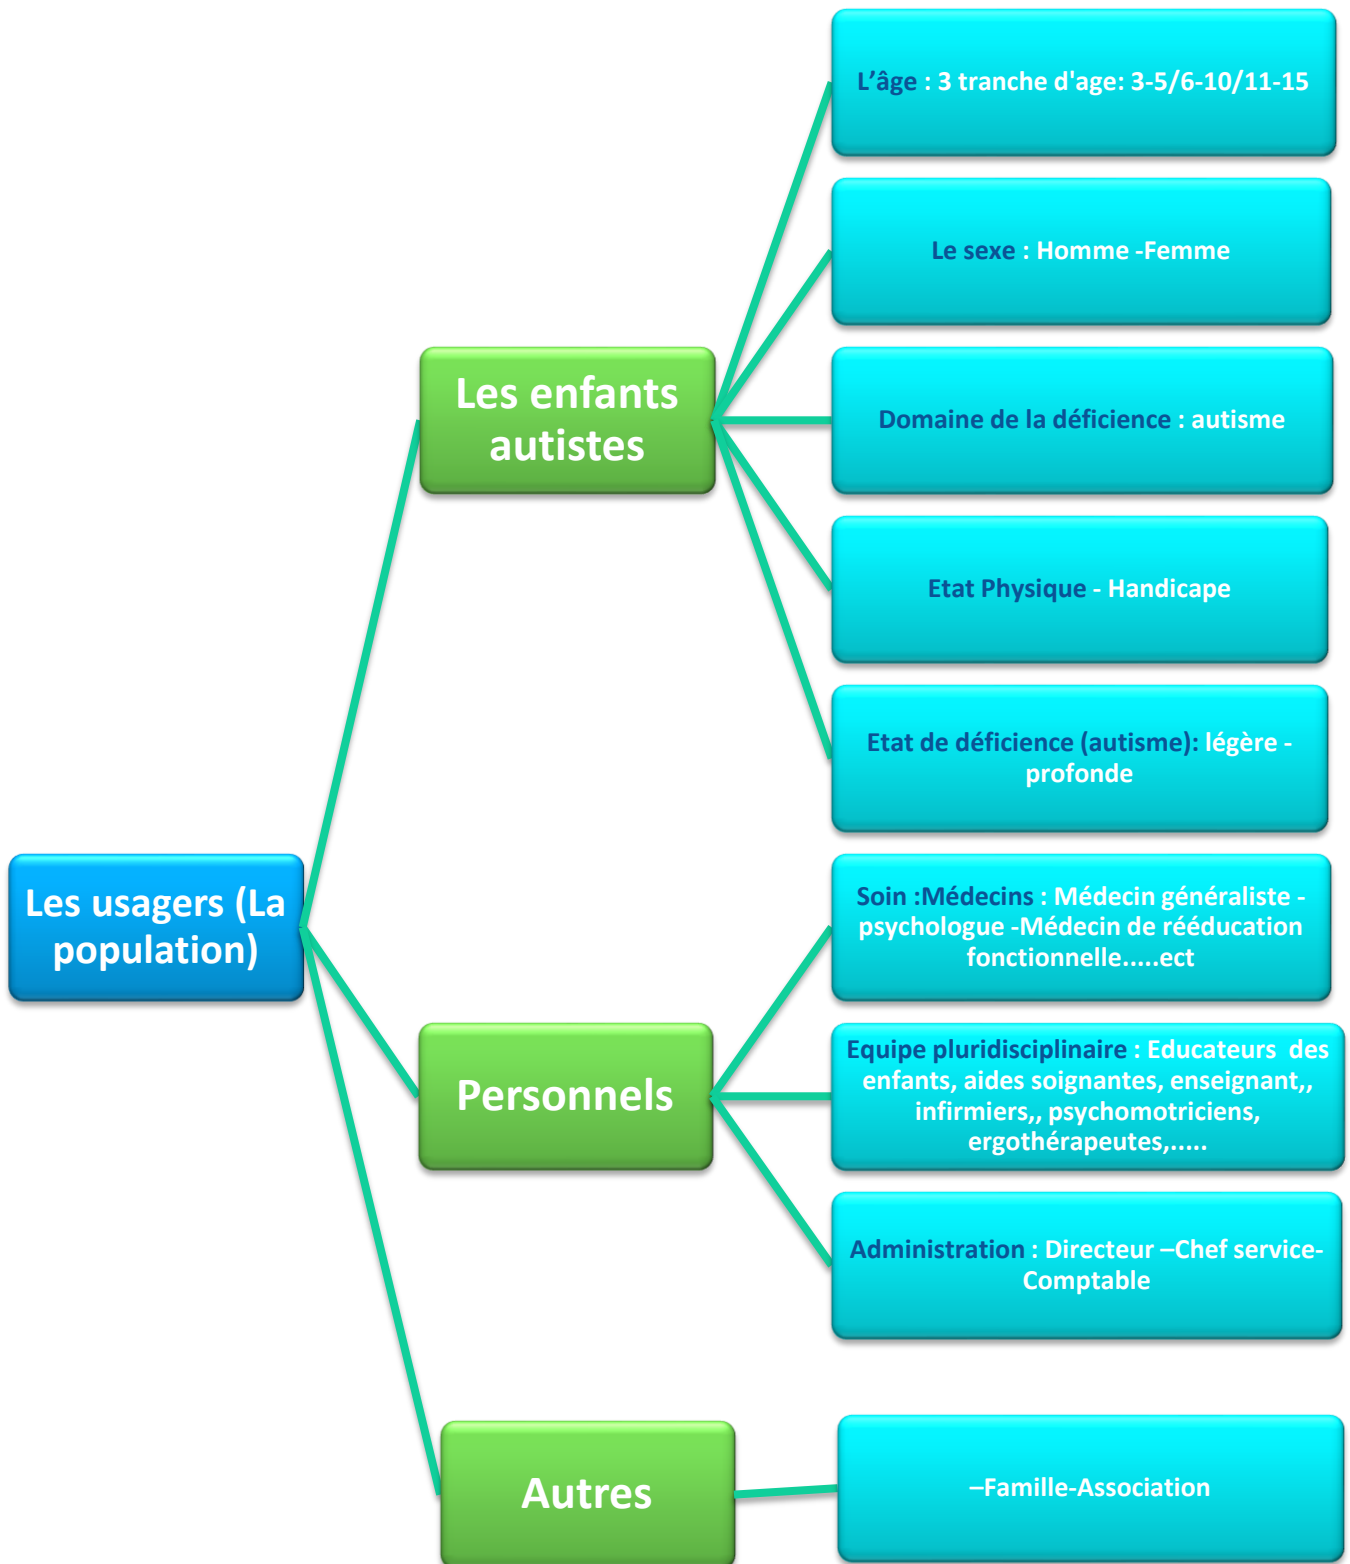 L'âge : 3 tranche d'age: 3-5/6-10/11-15
Le sexe : Homme -Femme
Les enfants
autistes
Domaine de la déficience : autisme
Etat Physique - Handicape
Etat de déficience (autisme): légère -
profonde
Les usagers (La
population)
Soin :Médecins : Médecin généraliste -
psychologue -Médecin de rééducation
fonctionnelle.....ect
Personnels
Equipe pluridisciplinaire : Educateurs  des
enfants, aides soignantes, enseignant,,
infirmiers,, psychomotriciens,
ergothérapeutes,.....
Administration : Directeur –Chef service-
Comptable
Autres
–Famille-Association